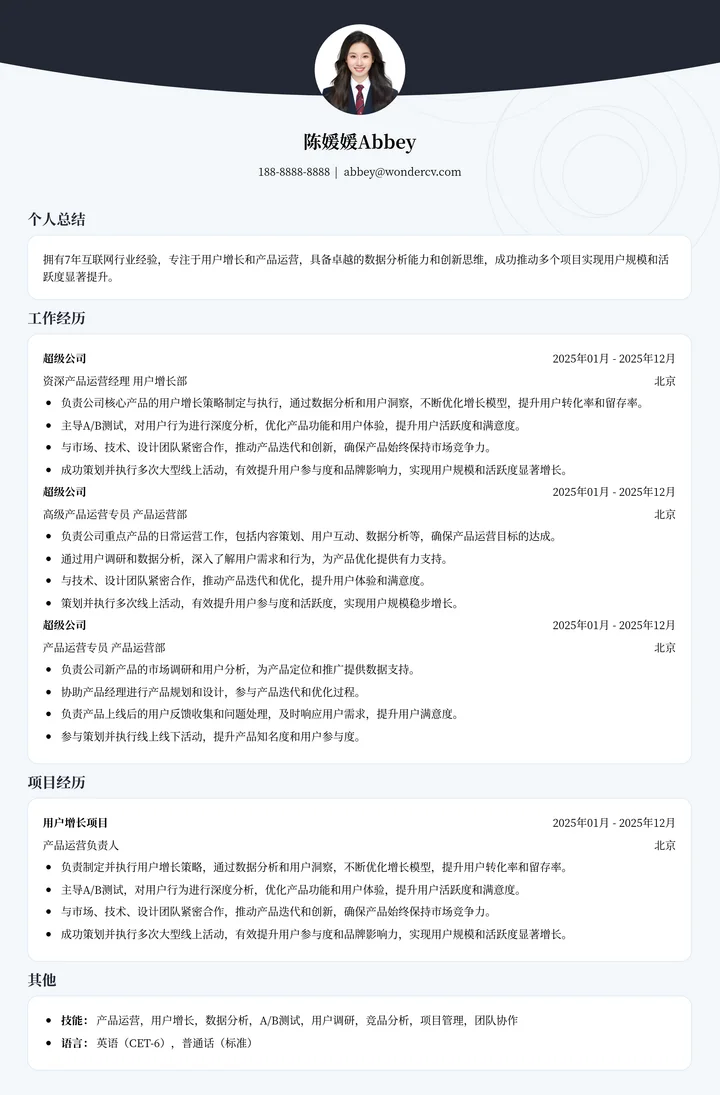 陈媛媛Abbey
188-8888-8888 | abbey@wondercv.com
个人总结
拥有7年互联网行业经验，专注于用户增长和产品运营，具备卓越的数据分析能力和创新思维，成功推动多个项目实现用户规模和活
跃度显著提升。
工作经历
超级公司 2025年01月 - 2025年12月
资深产品运营经理 用户增长部 北京
• 负责公司核心产品的用户增长策略制定与执行，通过数据分析和用户洞察，不断优化增长模型，提升用户转化率和留存率。
• 主导A/B测试，对用户行为进行深度分析，优化产品功能和用户体验，提升用户活跃度和满意度。
• 与市场、技术、设计团队紧密合作，推动产品迭代和创新，确保产品始终保持市场竞争力。
• 成功策划并执行多次大型线上活动，有效提升用户参与度和品牌影响力，实现用户规模和活跃度显著增长。
超级公司 2025年01月 - 2025年12月
高级产品运营专员 产品运营部 北京
• 负责公司重点产品的日常运营工作，包括内容策划、用户互动、数据分析等，确保产品运营目标的达成。
• 通过用户调研和数据分析，深入了解用户需求和行为，为产品优化提供有力支持。
• 与技术、设计团队紧密合作，推动产品迭代和优化，提升用户体验和满意度。
• 策划并执行多次线上活动，有效提升用户参与度和活跃度，实现用户规模稳步增长。
超级公司 2025年01月 - 2025年12月
产品运营专员 产品运营部 北京
• 负责公司新产品的市场调研和用户分析，为产品定位和推广提供数据支持。
• 协助产品经理进行产品规划和设计，参与产品迭代和优化过程。
• 负责产品上线后的用户反馈收集和问题处理，及时响应用户需求，提升用户满意度。
• 参与策划并执行线上线下活动，提升产品知名度和用户参与度。
项目经历
用户增长项目 2025年01月 - 2025年12月
产品运营负责人 北京
• 负责制定并执行用户增长策略，通过数据分析和用户洞察，不断优化增长模型，提升用户转化率和留存率。
• 主导A/B测试，对用户行为进行深度分析，优化产品功能和用户体验，提升用户活跃度和满意度。
• 与市场、技术、设计团队紧密合作，推动产品迭代和创新，确保产品始终保持市场竞争力。
• 成功策划并执行多次大型线上活动，有效提升用户参与度和品牌影响力，实现用户规模和活跃度显著增长。
其他
• 技能： 产品运营，用户增长，数据分析，A/B测试，用户调研，竞品分析，项目管理，团队协作
• 语言： 英语（CET-6），普通话（标准）